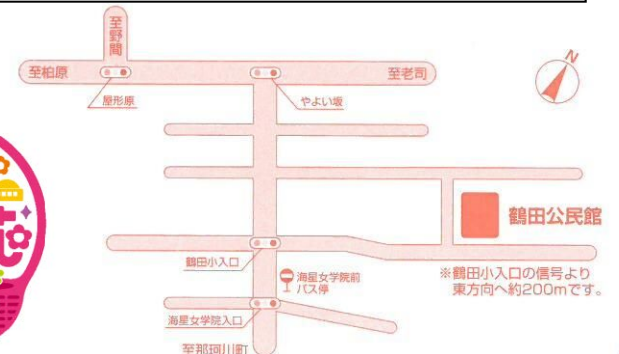 至野間
至柏原
至老司
屋形原
やよい坂
N
鶴田公民館
鶴田小入口
海星女学院前
バス停
※鶴田小入口の信号より
東方向へ約200mです。
海星女学院入口
至那珂川町